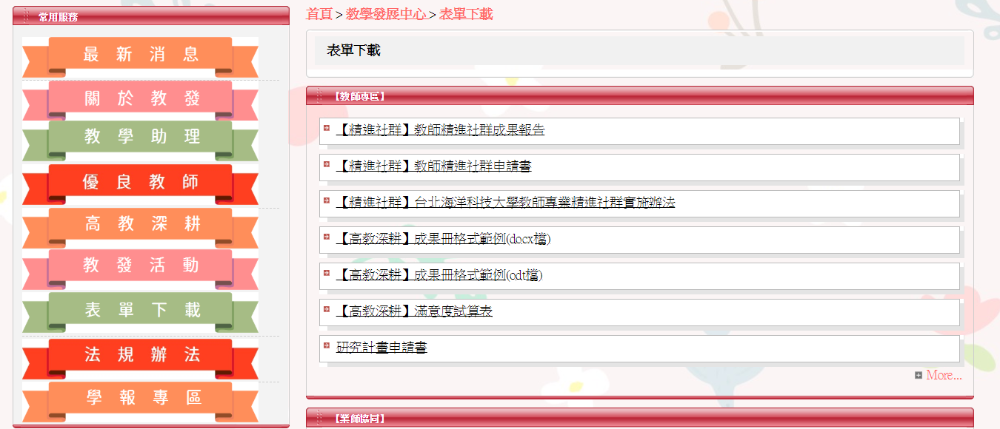 常用服務
最新消息
關於教發
教學助理
優良教師
高教深耕
教發活動
表單下載
法規辦法
學報專區
首頁 > 教學發展中心 > 表單下載
表單下載
【教師專區】
【精進社群】教師精進社群成果報告
【精進社群】教師精進社群申請書
【精進社群】台北海洋科技大學教師專業精進社群實施辦法
【高教深耕】成果冊格式範例(docx檔)
【高教深耕】成果冊格式範例(odt檔)
【高教深耕】滿意度試算表
研究計畫申請書
More...
【業師協同】